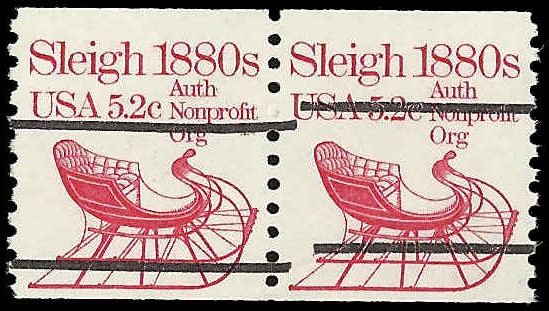 Sleigh 1880s
USA 5.2c
Auth
Nonprofit
Org
Sleigh 1880s
USA 5.2c
Auth
Nonprofit
Org